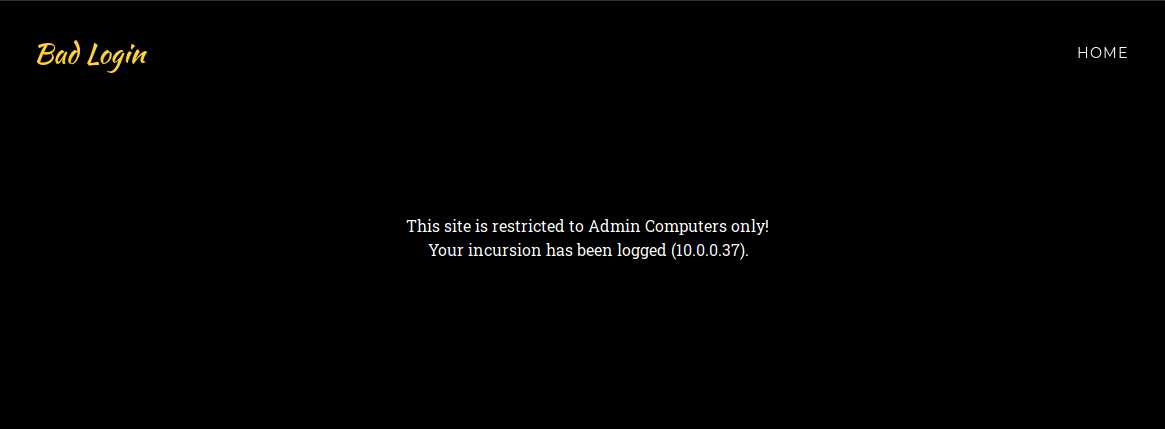 Bad Login
HOME
This site is restricted to Admin Computers only!
Your incursion has been logged (10.0.0.37).